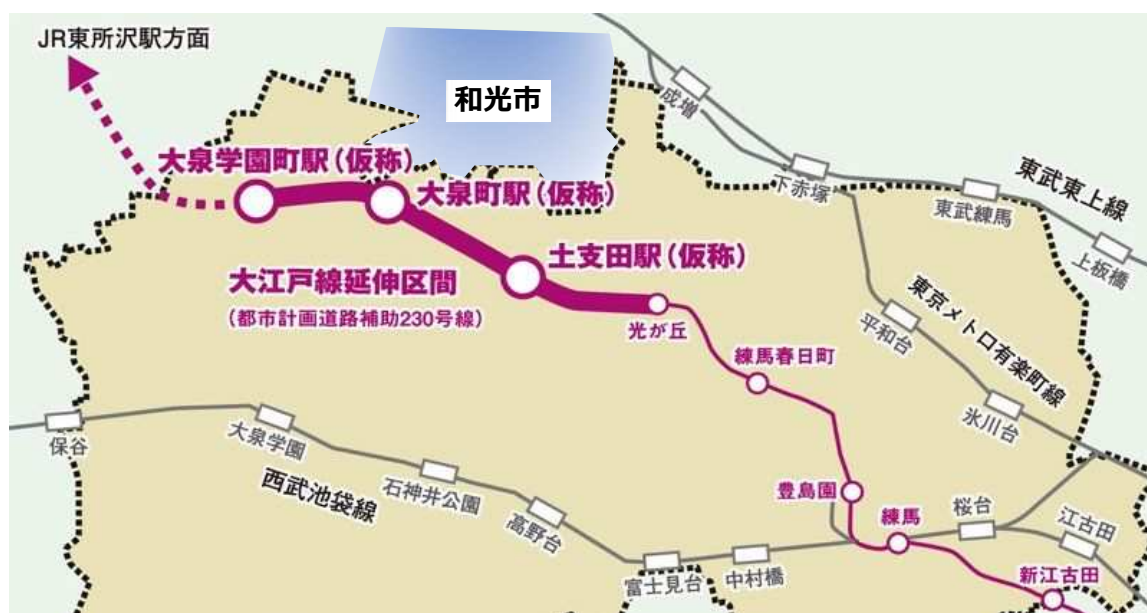 JR東所沢駅方面
和光市
成増
大泉学園町駅(仮称)
大泉町駅(仮称)
下赤塚
東武東上線
東武練馬
上板橋
土支田駅(仮称)
大江戸線延伸区間
(都市計画道路補助230号線)
光が丘
平和台
東京メトロ有楽町線
練馬春日町
氷川台
保谷
大泉学園
石神井公園
西武池袋線
高野台
豊島園
練馬
桜台
江古田
富士見台
中村橋
新江古田